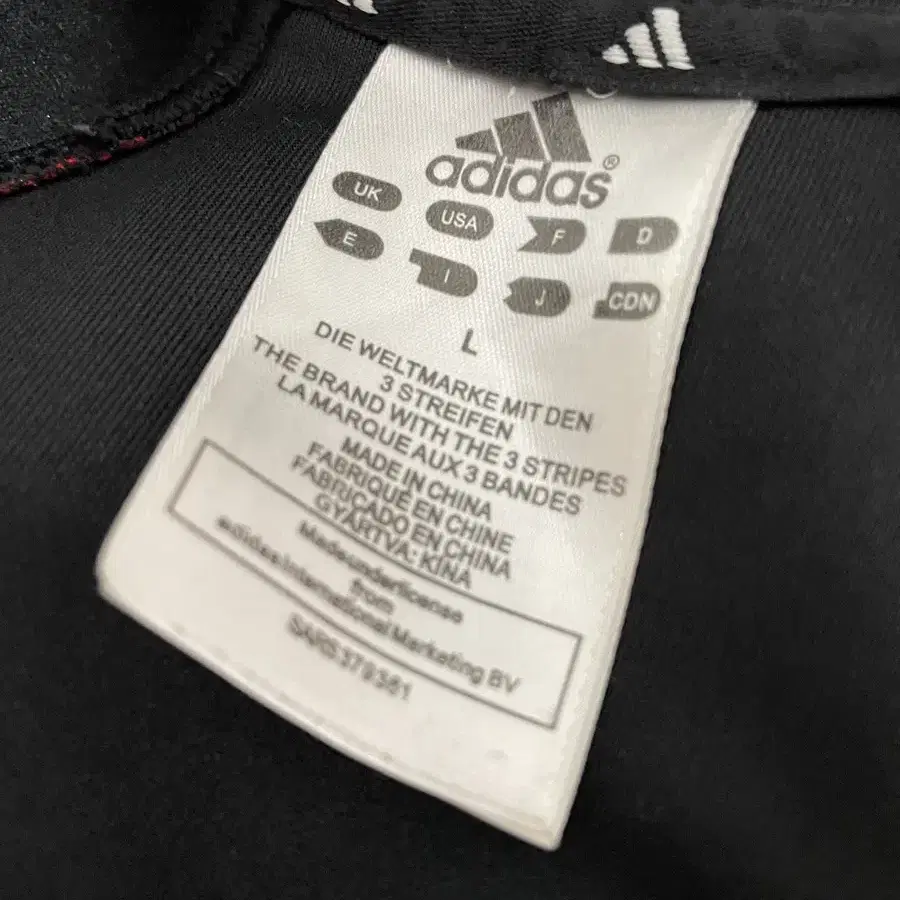 adidas®
UK USA F D
E I J CDN
L
DIE WELTMARKE MIT DEN
3 STREIFEN
THE BRAND WITH THE 3 STRIPES
LA MARQUE AUX 3 BANDES
MADE IN CHINA
FABRIQUÉ EN CHINE
FABRICADO EN CHINA
GYÁRTVA: KINA
Made under license
from
adidas International Marketing BV
SARIS 379381